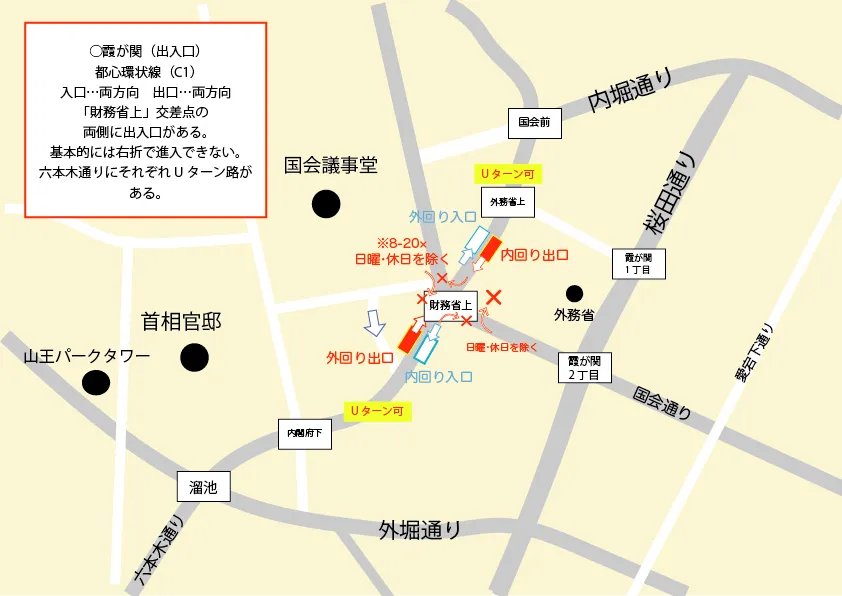 ○霞が関（出入口）
都心環状線（C1）
入口…両方向　出口…両方向
「財務省上」交差点の
両側に出入口がある。
基本的には右折で進入できない。
六本木通りにそれぞれUターン路が
ある。
内堀通り
国会前
国会議事堂
Uターン可
外務省上
桜田通り
外回り入口
※8-20×
日曜・休日を除く
内回り出口
霞が関
1丁目
財務省上
外務省
首相官邸
山王パークタワー
外回り出口
日曜・休日を除く
内回り入口
霞が関
2丁目
愛宕下通り
国会通り
Uターン可
内閣府下
溜池
外堀通り
六本木通り